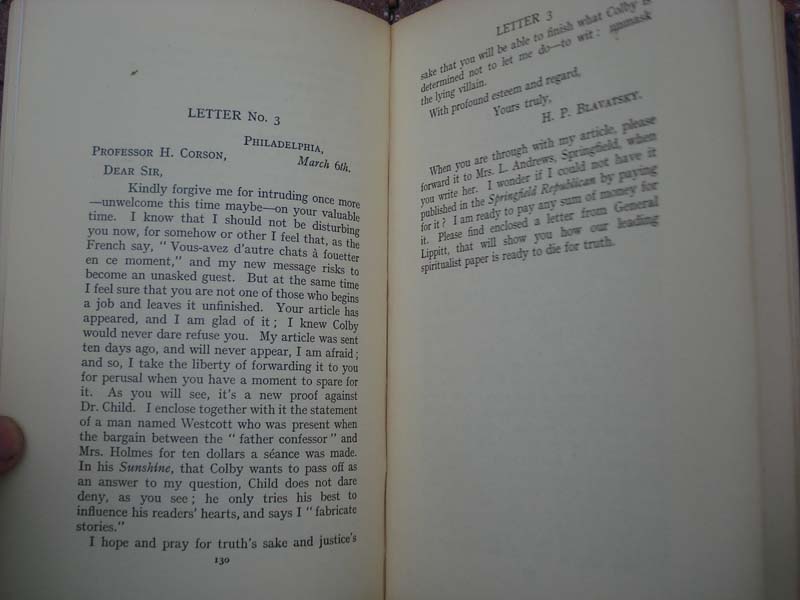 LETTER No. 3
PHILADELPHIA,
PROFESSOR H. CORSON, March 6th.
DEAR SIR,
Kindly forgive me for intruding once more
—unwelcome this time maybe—on your valuable
time. I know that I should not be disturbing
you now, for somehow or other I feel that, as the
French say, " Vous-avez d'autre chats à fouetter
en ce moment," and my new message risks to
become an unasked guest. But at the same time
I feel sure that you are not one of those who begins
a job and leaves it unfinished. Your article has
appeared, and I am glad of it; I knew Colby
would never dare refuse you. My article was sent
ten days ago, and will never appear, I am afraid;
and so, I take the liberty of forwarding it to you
for perusal when you have a moment to spare for
it. As you will see, it's a new proof against
Dr. Child. I enclose together with it the statement
of a man named Westcott who was present when
the bargain between the " father confessor " and
Mrs. Holmes for ten dollars a séance was made.
In his Sunshine, that Colby wants to pass off as
an answer to my question, Child does not dare
deny, as you see; he only tries his best to
influence his readers' hearts, and says I " fabricate
stories."
I hope and pray for truth's sake and justice's
130
LETTER 3
sake that you will be able to finish what Colby is
determined not to let me do—to wit: unmask
the lying villain.
With profound esteem and regard,
Yours truly,
H. P. BLAVATSKY.
When you are through with my article, please
forward it to Mrs. L. Andrews, Springfield, when
you write her. I wonder if I could not have it
published in the Springfield Republican by paying
for it? I am ready to pay any sum of money for
it. Please find enclosed a letter from General
Lippitt, that will show you how our leading
spiritualist paper is ready to die for truth.